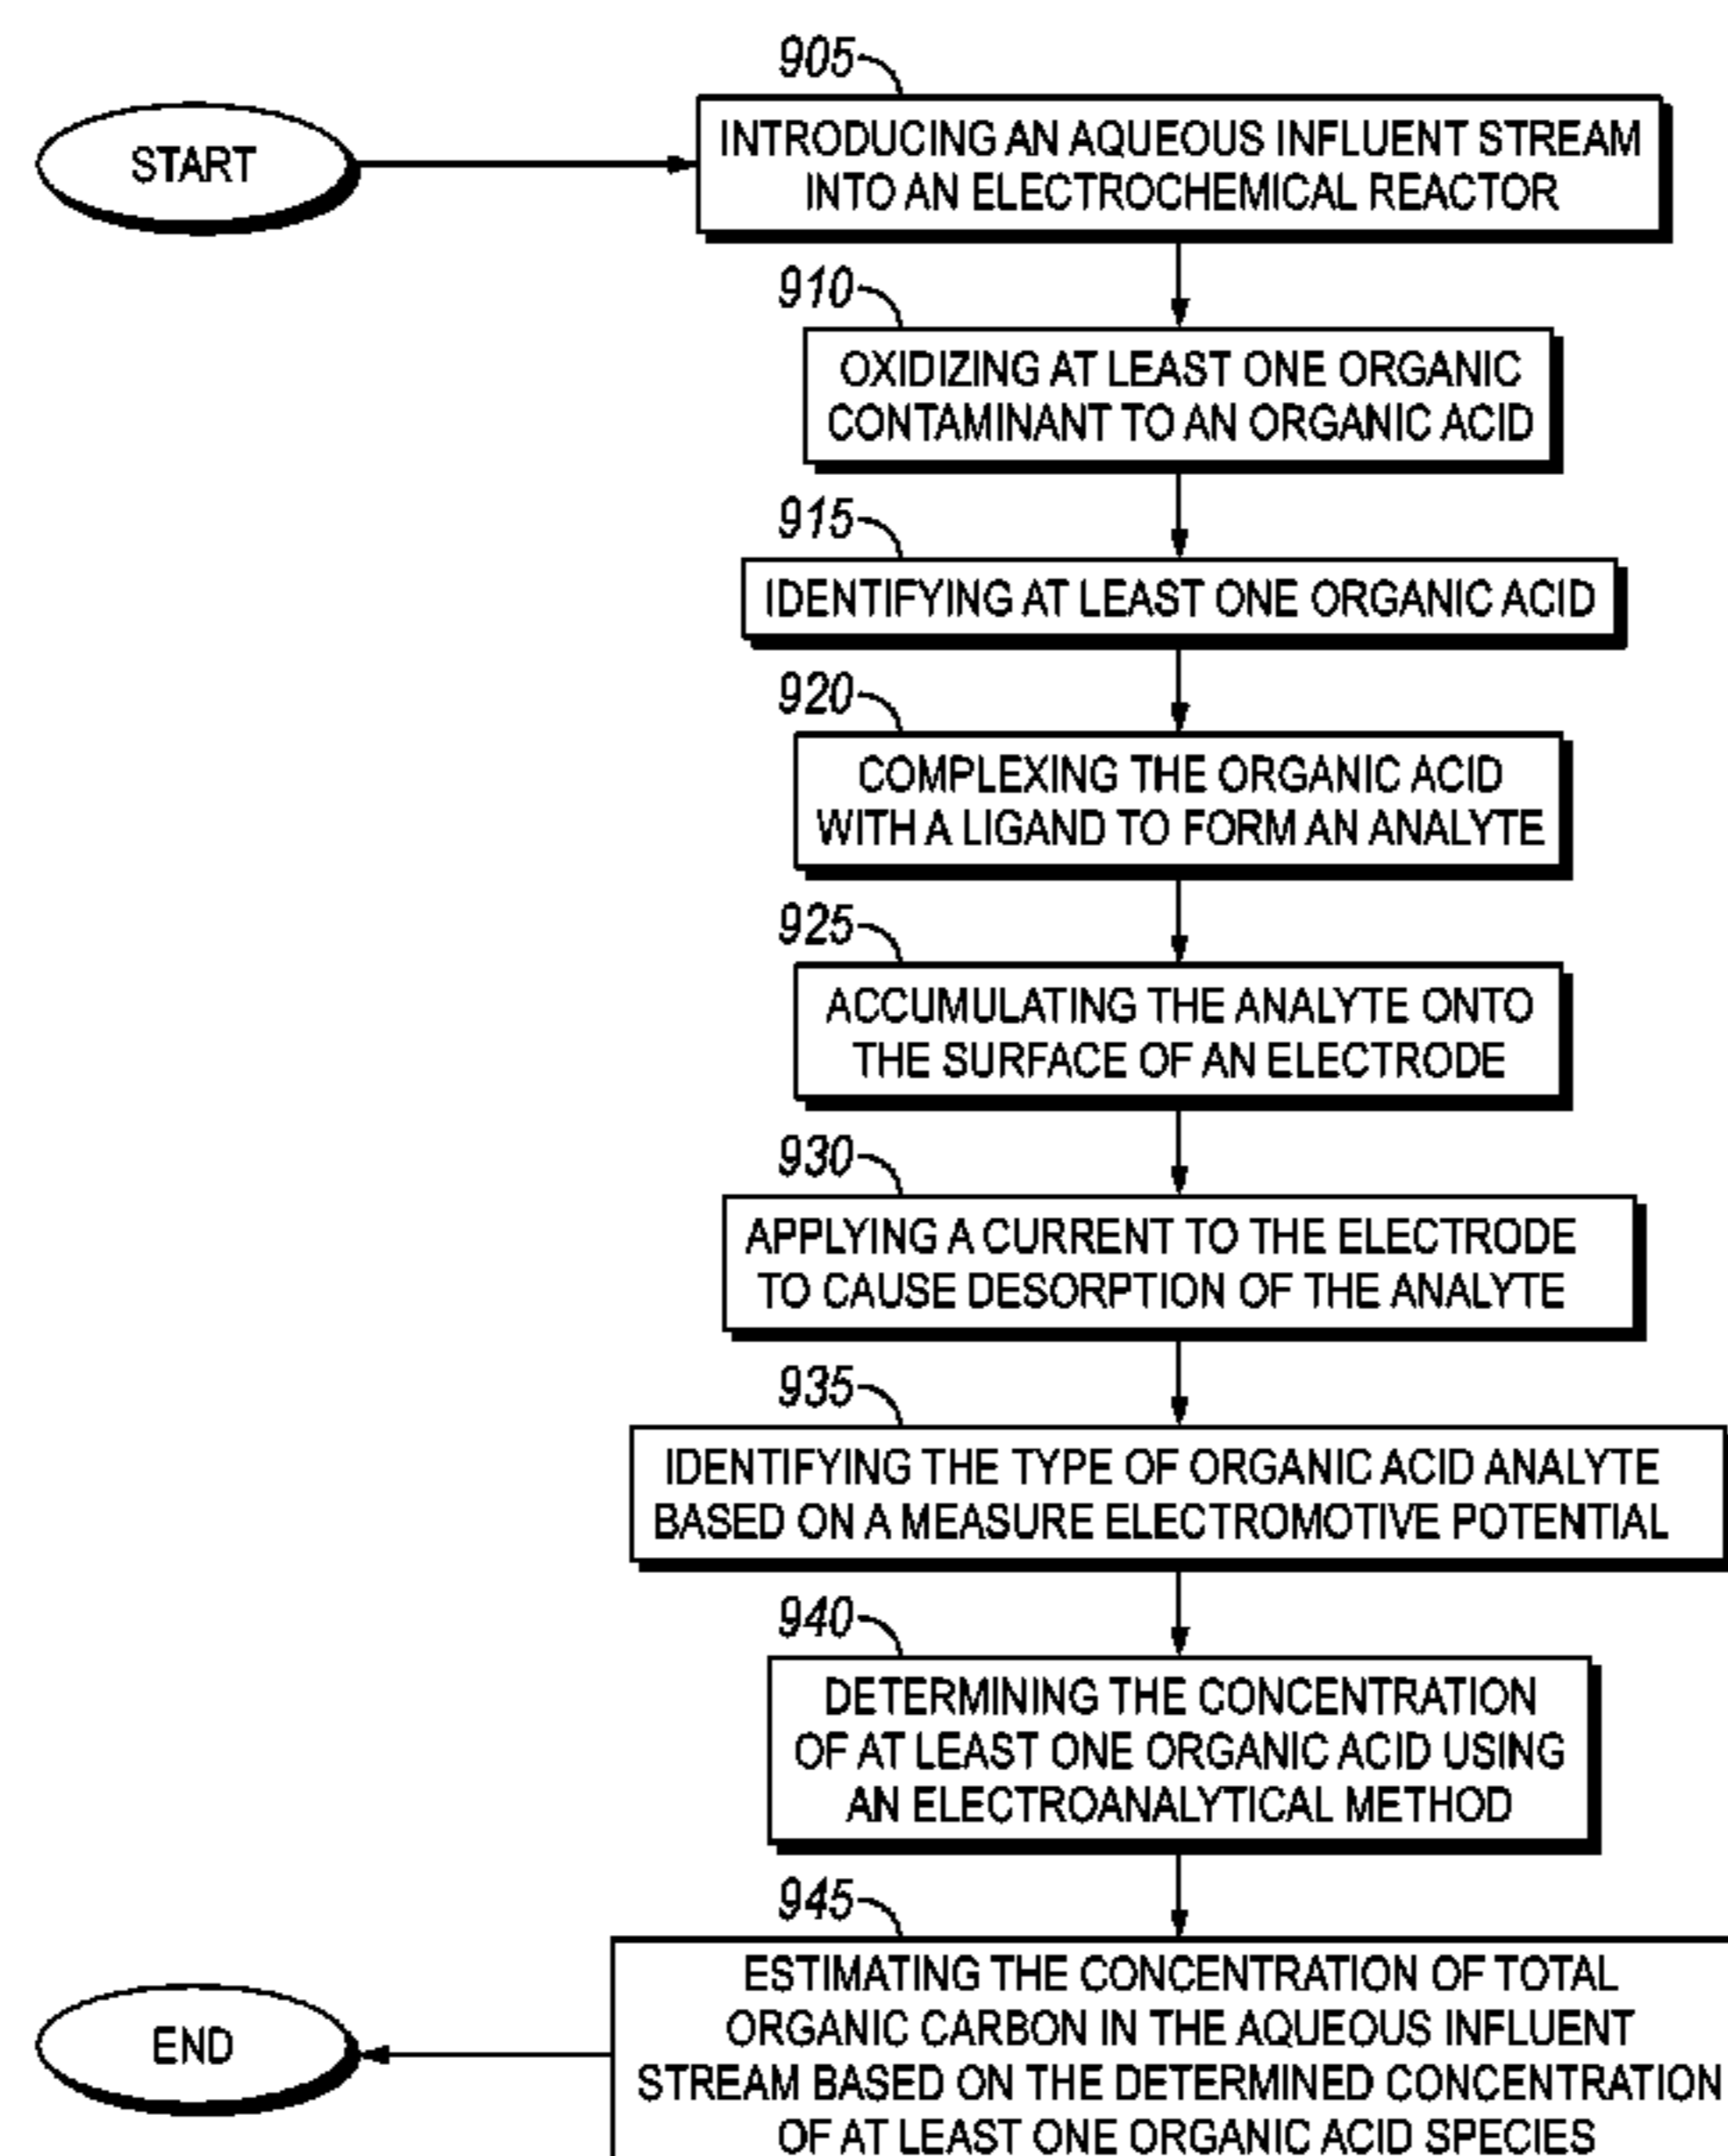 START
905
INTRODUCING AN AQUEOUS INFLUENT STREAM
INTO AN ELECTROCHEMICAL REACTOR
910
OXIDIZING AT LEAST ONE ORGANIC
CONTAMINANT TO AN ORGANIC ACID
915
IDENTIFYING AT LEAST ONE ORGANIC ACID
920
COMPLEXING THE ORGANIC ACID
WITH A LIGAND TO FORM AN ANALYTE
925
ACCUMULATING THE ANALYTE ONTO
THE SURFACE OF AN ELECTRODE
930
APPLYING A CURRENT TO THE ELECTRODE
TO CAUSE DESORPTION OF THE ANALYTE
935
IDENTIFYING THE TYPE OF ORGANIC ACID ANALYTE
BASED ON A MEASURE ELECTROMOTIVE POTENTIAL
940
DETERMINING THE CONCENTRATION
OF AT LEAST ONE ORGANIC ACID USING
AN ELECTROANALYTICAL METHOD
945
ESTIMATING THE CONCENTRATION OF TOTAL
ORGANIC CARBON IN THE AQUEOUS INFLUENT
STREAM BASED ON THE DETERMINED CONCENTRATION
OF AT LEAST ONE ORGANIC ACID SPECIES
END